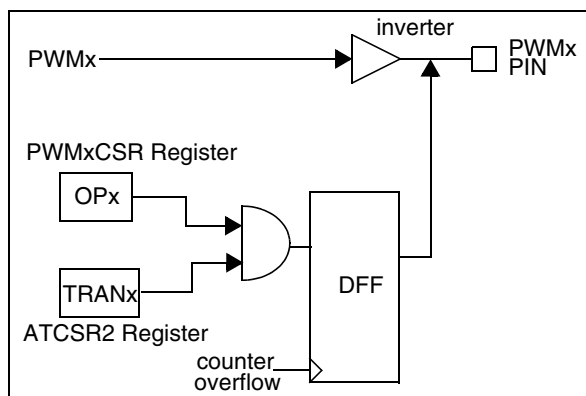 inverter
PWMx
PWMx
PIN
PWMxCSR Register
OPx
TRANx
ATCSR2 Register
DFF
counter
overflow